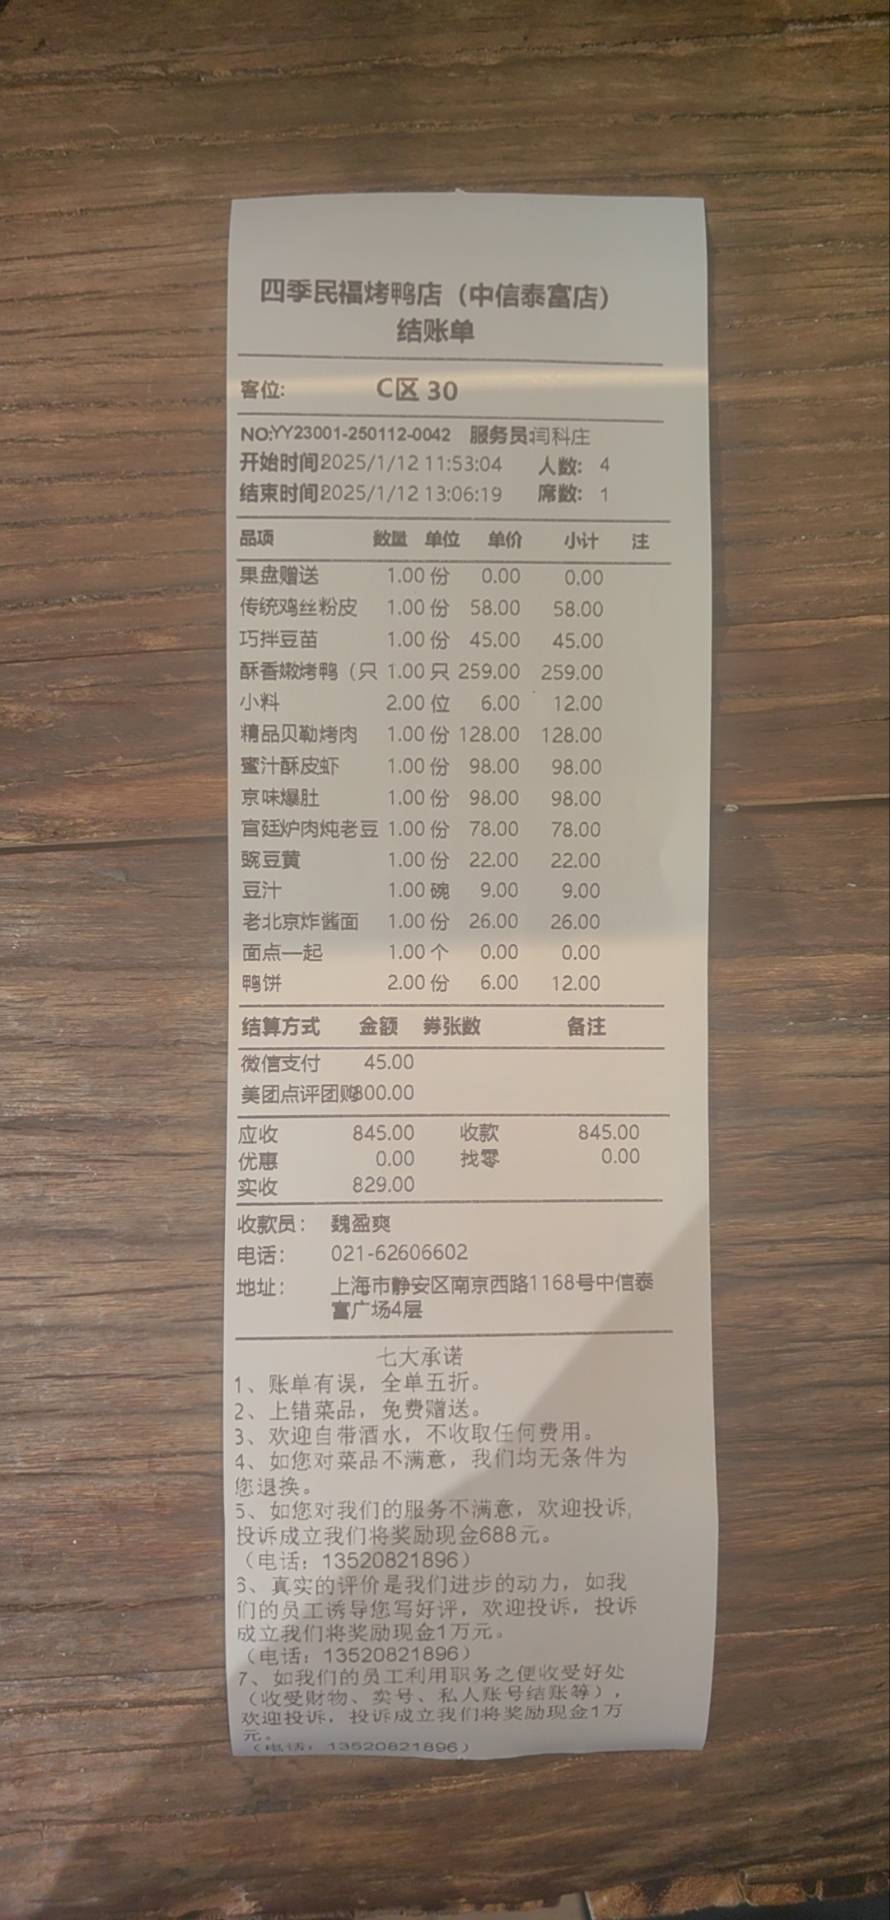 四季民福烤鸭店（中信泰富店）
结账单
客位: C区 30
NO:YY23001-250112-0042 服务员:闫科庄
开始时间2025/1/12 11:53:04 人数: 4
结束时间2025/1/12 13:06:19 席数: 1
品项 数量 单位 单价 小计 注
果盘赠送 1.00 份 0.00 0.00
传统鸡丝粉皮 1.00 份 58.00 58.00
巧拌豆苗 1.00 份 45.00 45.00
酥香嫩烤鸭（只 1.00 只 259.00 259.00
小料 2.00 位 6.00 12.00
精品贝勒烤肉 1.00 份 128.00 128.00
蜜汁酥皮虾 1.00 份 98.00 98.00
京味爆肚 1.00 份 98.00 98.00
宫廷炉肉炖老豆 1.00 份 78.00 78.00
豌豆黄 1.00 份 22.00 22.00
豆汁 1.00 碗 9.00 9.00
老北京炸酱面 1.00 份 26.00 26.00
面点一起 1.00 个 0.00 0.00
鸭饼 2.00 份 6.00 12.00
结算方式 金额 券张数 备注
微信支付 45.00
美团点评团购800.00
应收 845.00 收款 845.00
优惠 0.00 找零 0.00
实收 829.00
收款员: 魏盈爽
电话: 021-62606602
地址: 上海市静安区南京西路1168号中信泰
富广场4层
七大承诺
1、账单有误，全单五折。
2、上错菜品，免费赠送。
3、欢迎自带酒水，不收取任何费用。
4、如您对菜品不满意，我们均无条件为
您退换。
5、如您对我们的服务不满意，欢迎投诉,
投诉成立我们将奖励现金688元。
（电话：13520821896）
6、真实的评价是我们进步的动力，如我
们的员工诱导您写好评，欢迎投诉，投诉
成立我们将奖励现金1万元。
（电话：13520821896）
7、如我们的员工利用职务之便收受好处
（收受财物、卖号、私人账号结账等），
欢迎投诉，投诉成立我们将奖励现金1万
元。
（电话：13520821896）